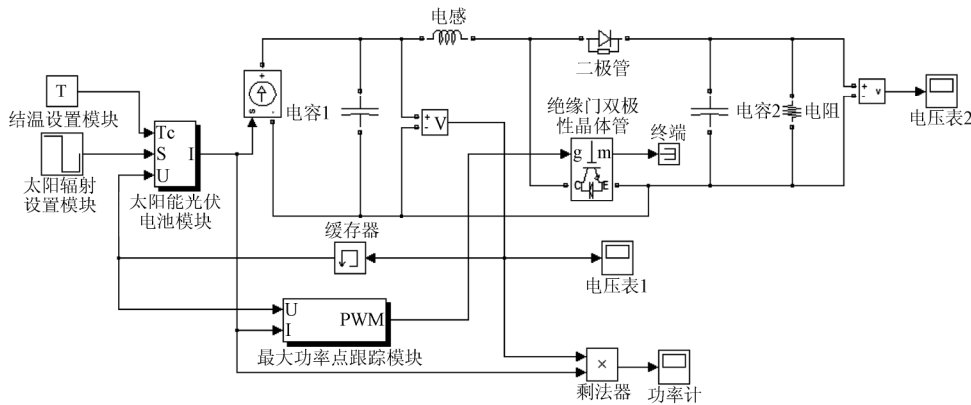 电感
二极管
T
结温设置模块
太阳辐射
设置模块
Tc
S
U
I
太阳能光伏
电池模块
+
-
s
电容1
+
-
V
绝缘门双极
性晶体管
g
m
C
E
终端
电容2
电阻
+
-
v
电压表2
缓存器
电压表1
U
I
PWM
最大功率点跟踪模块
×
剩法器
功率计